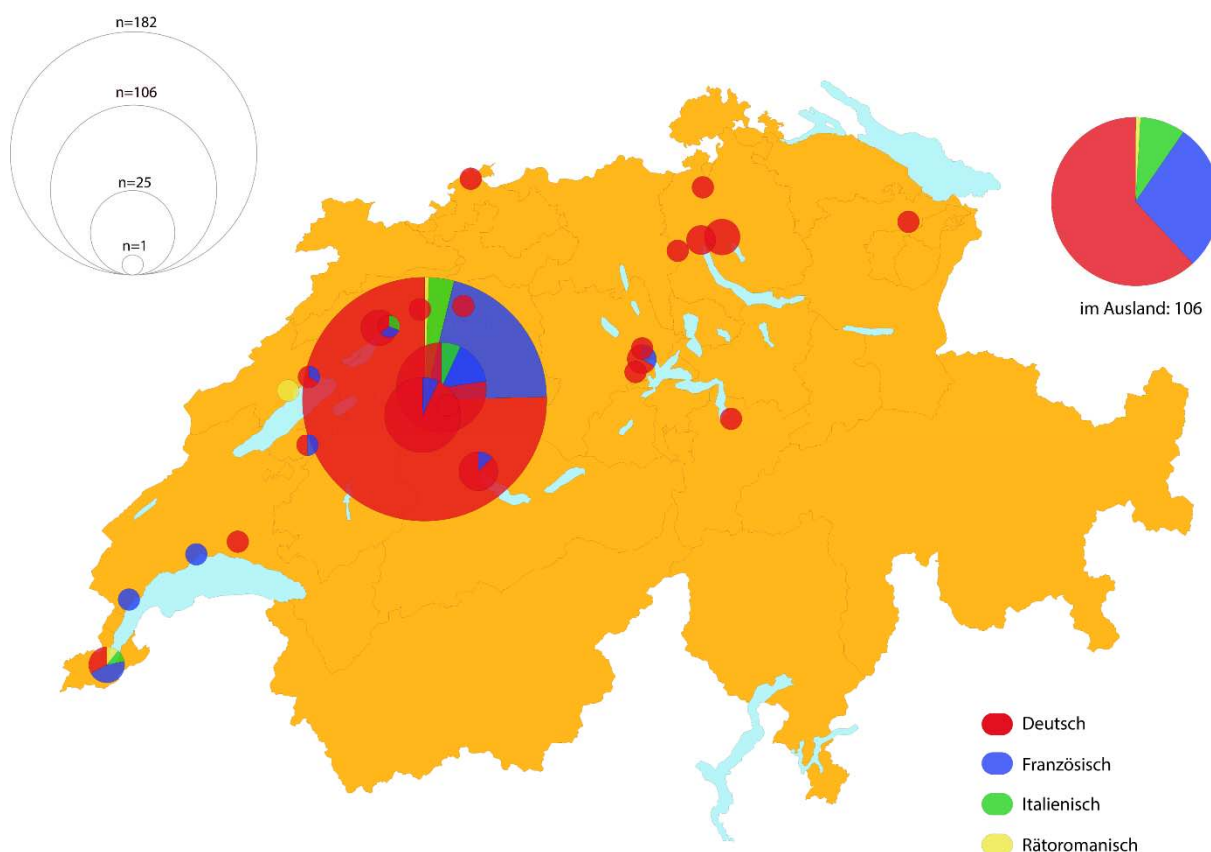 n=182
n=106
n=25
n=1
im Ausland: 106
Deutsch
Französisch
Italienisch
Rätoromanisch